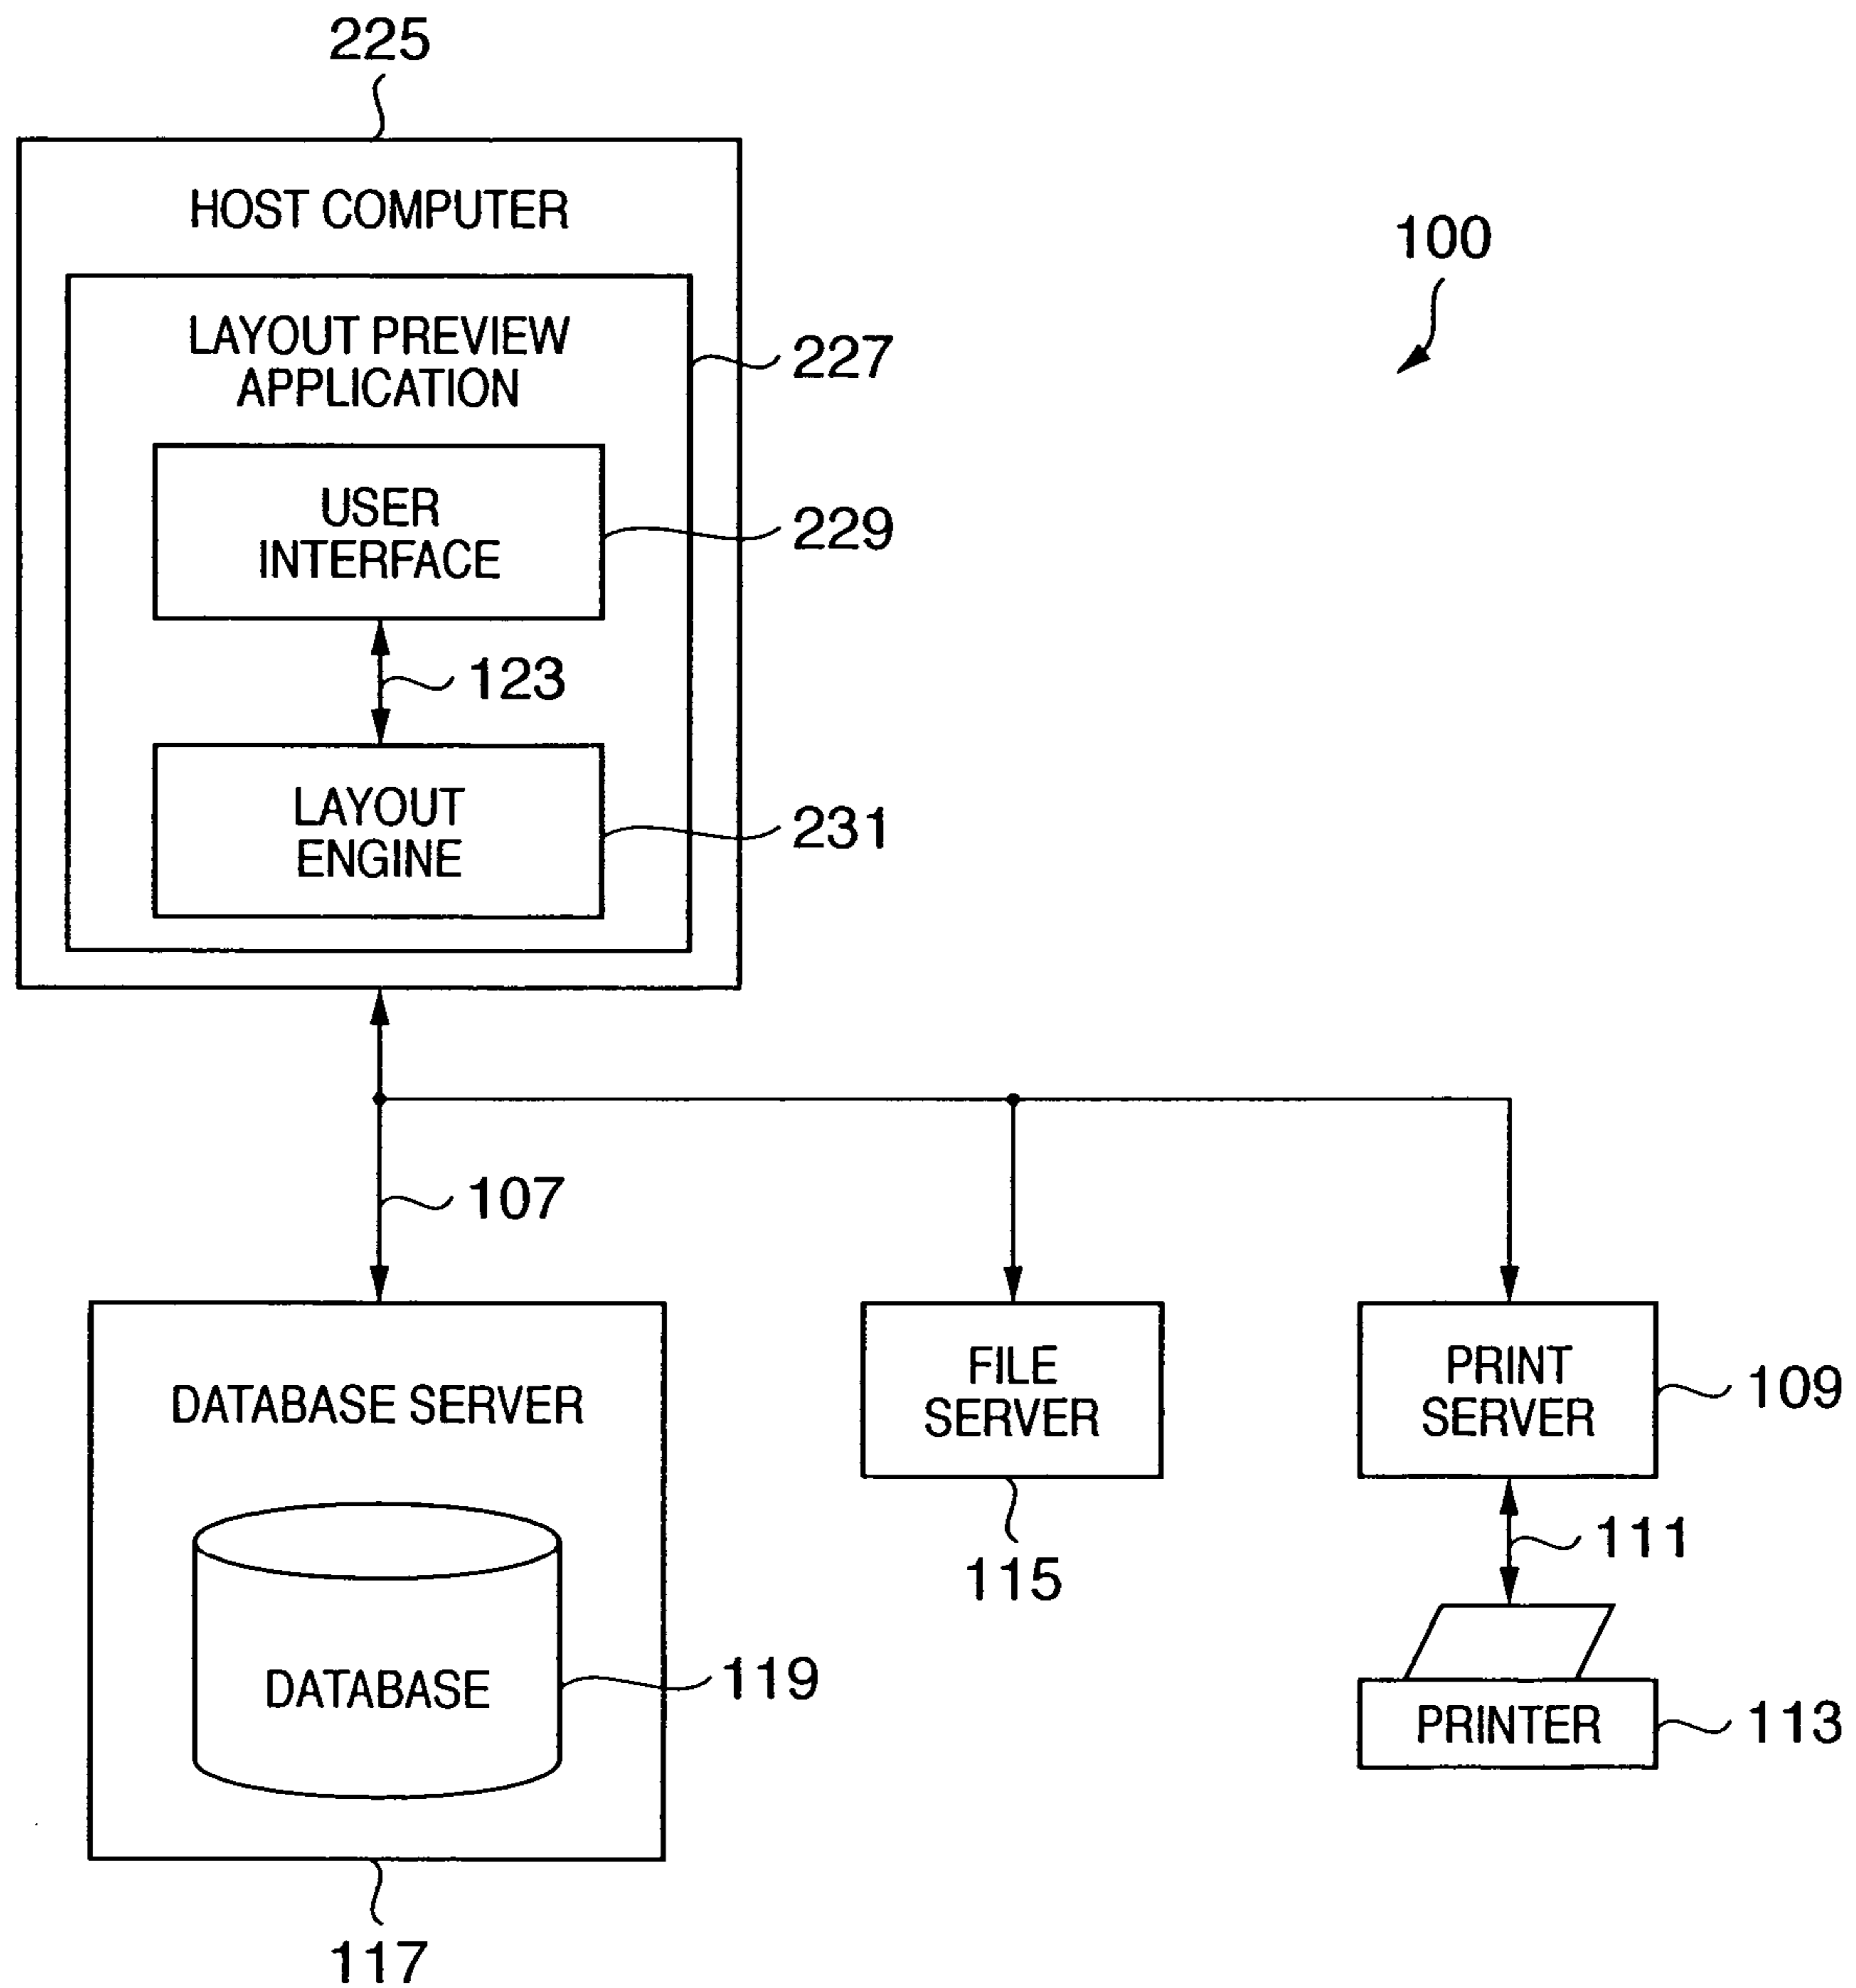 225
HOST COMPUTER
100
LAYOUT PREVIEW
APPLICATION
227
USER
INTERFACE
229
123
LAYOUT
ENGINE
231
107
DATABASE SERVER
FILE
SERVER
PRINT
SERVER
109
115
111
DATABASE
119
PRINTER
113
117